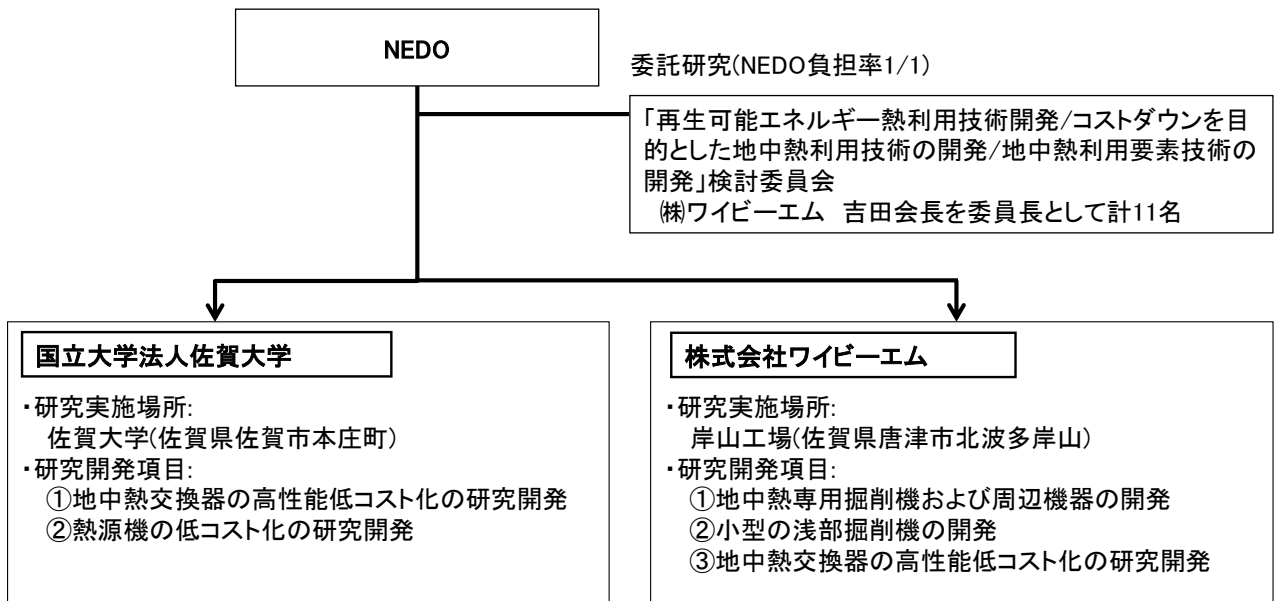 NEDO
委託研究(NEDO負担率1/1)
「再生可能エネルギー熱利用技術開発/コストダウンを目
的とした地中熱利用技術の開発/地中熱利用要素技術の
開発」検討委員会
㈱ワイビーエム 吉田会長を委員長として計11名
国立大学法人佐賀大学
・研究実施場所:
佐賀大学(佐賀県佐賀市本庄町)
・研究開発項目:
①地中熱交換器の高性能低コスト化の研究開発
②熱源機の低コスト化の研究開発
株式会社ワイビーエム
・研究実施場所:
岸山工場(佐賀県唐津市北波多岸山)
・研究開発項目:
①地中熱専用掘削機および周辺機器の開発
②小型の浅部掘削機の開発
③地中熱交換器の高性能低コスト化の研究開発